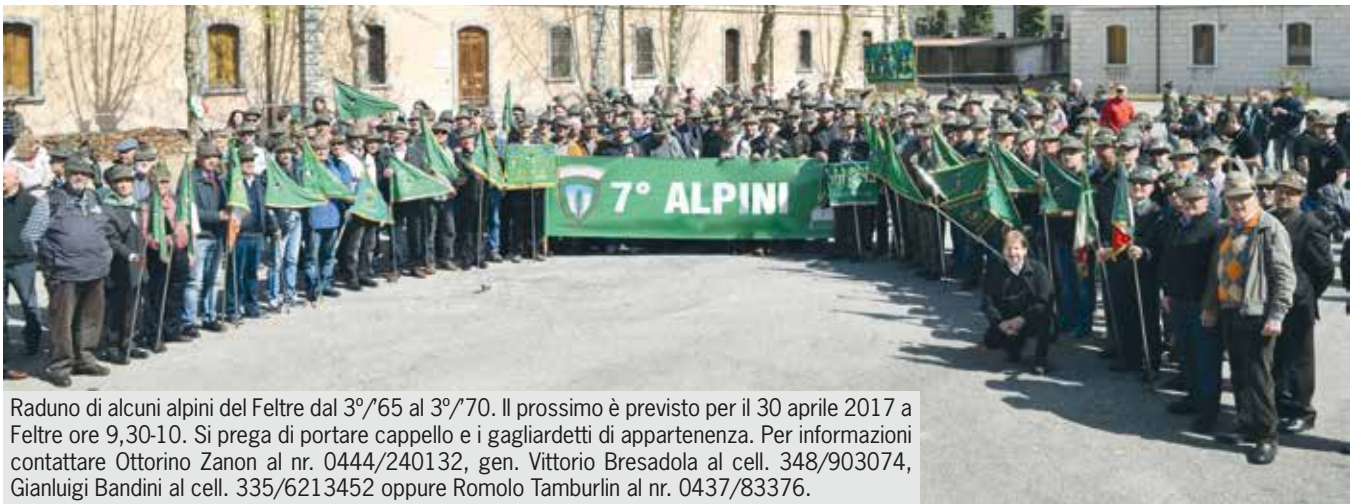 7° ALPINI
Raduno di alcuni alpini del Feltre dal 3º/'65 al 3º/'70. Il prossimo è previsto per il 30 aprile 2017 a
Feltre ore 9,30-10. Si prega di portare cappello e i gagliardetti di appartenenza. Per informazioni
contattare Ottorino Zanon al nr. 0444/240132, gen. Vittorio Bresadola al cell. 348/903074,
Gianluigi Bandini al cell. 335/6213452 oppure Romolo Tamburlin al nr. 0437/83376.